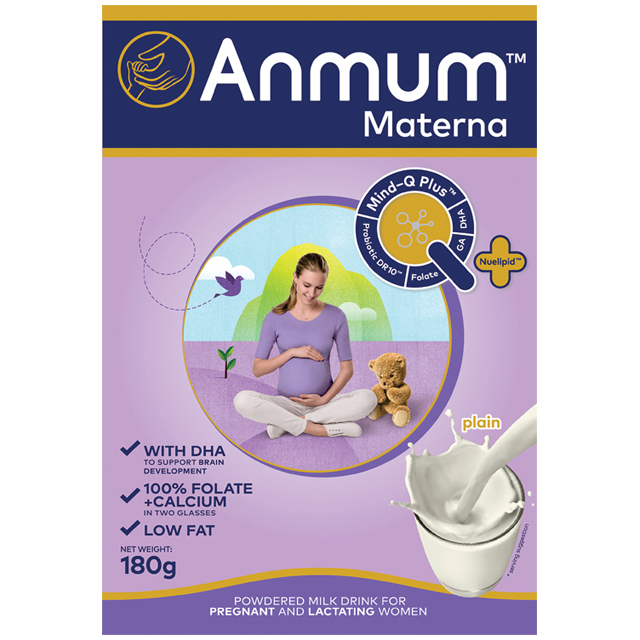 Anmum™
Materna
Mind-Q Plus™
DHA
GA
Folate
Probiotic DR10™
Nuelipid™
plain
WITH DHA
TO SUPPORT BRAIN
DEVELOPMENT
100% FOLATE
+CALCIUM
IN TWO GLASSES
LOW FAT
NET WEIGHT:
180g
* serving suggestion
POWDERED MILK DRINK FOR
PREGNANT AND LACTATING WOMEN